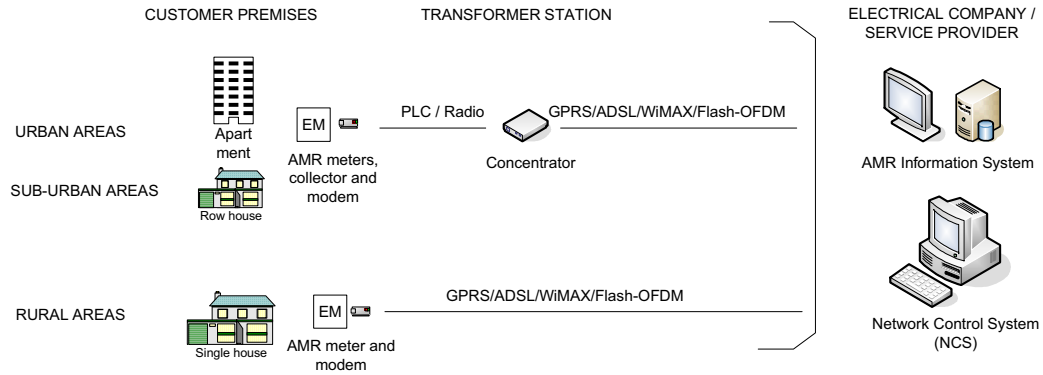 CUSTOMER PREMISES
TRANSFORMER STATION
ELECTRICAL COMPANY /
SERVICE PROVIDER
URBAN AREAS
Apart
ment
EM
PLC / Radio
GPRS/ADSL/WiMAX/Flash-OFDM
AMR meters,
collector and
modem
Concentrator
AMR Information System
SUB-URBAN AREAS
Row house
RURAL AREAS
Single house
EM
GPRS/ADSL/WiMAX/Flash-OFDM
AMR meter and
modem
Network Control System
(NCS)